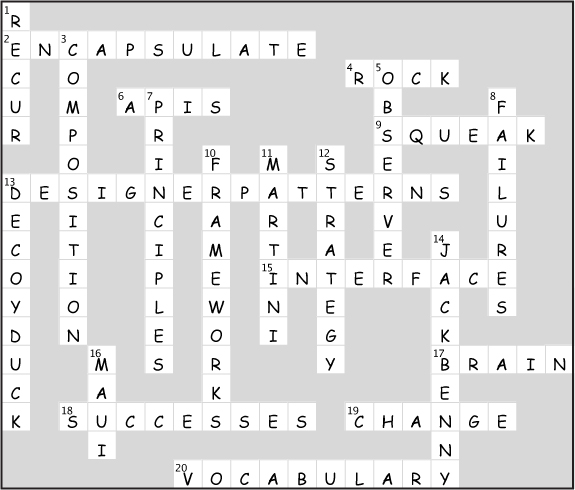 1 R
2 E N 3 C A P S U L A T E
C O 4 R 5 O C K
U M 6 A 7 P I S B 8 F
R P R 9 S Q U E A K
O I 10 F 11 M 12 S E I
13 D E S I G N E R P A T T E R N S L
E I C A R R V U
C T I M T A E 14 J R
O I P E 15 I N T E R F A C E
Y O L W N E C S
D N E O I G K
U 16 M S R Y 17 B R A I N
C A K E
K 18 S U C C E S S E S 19 C H A N G E
I N
20 V O C A B U L A R Y